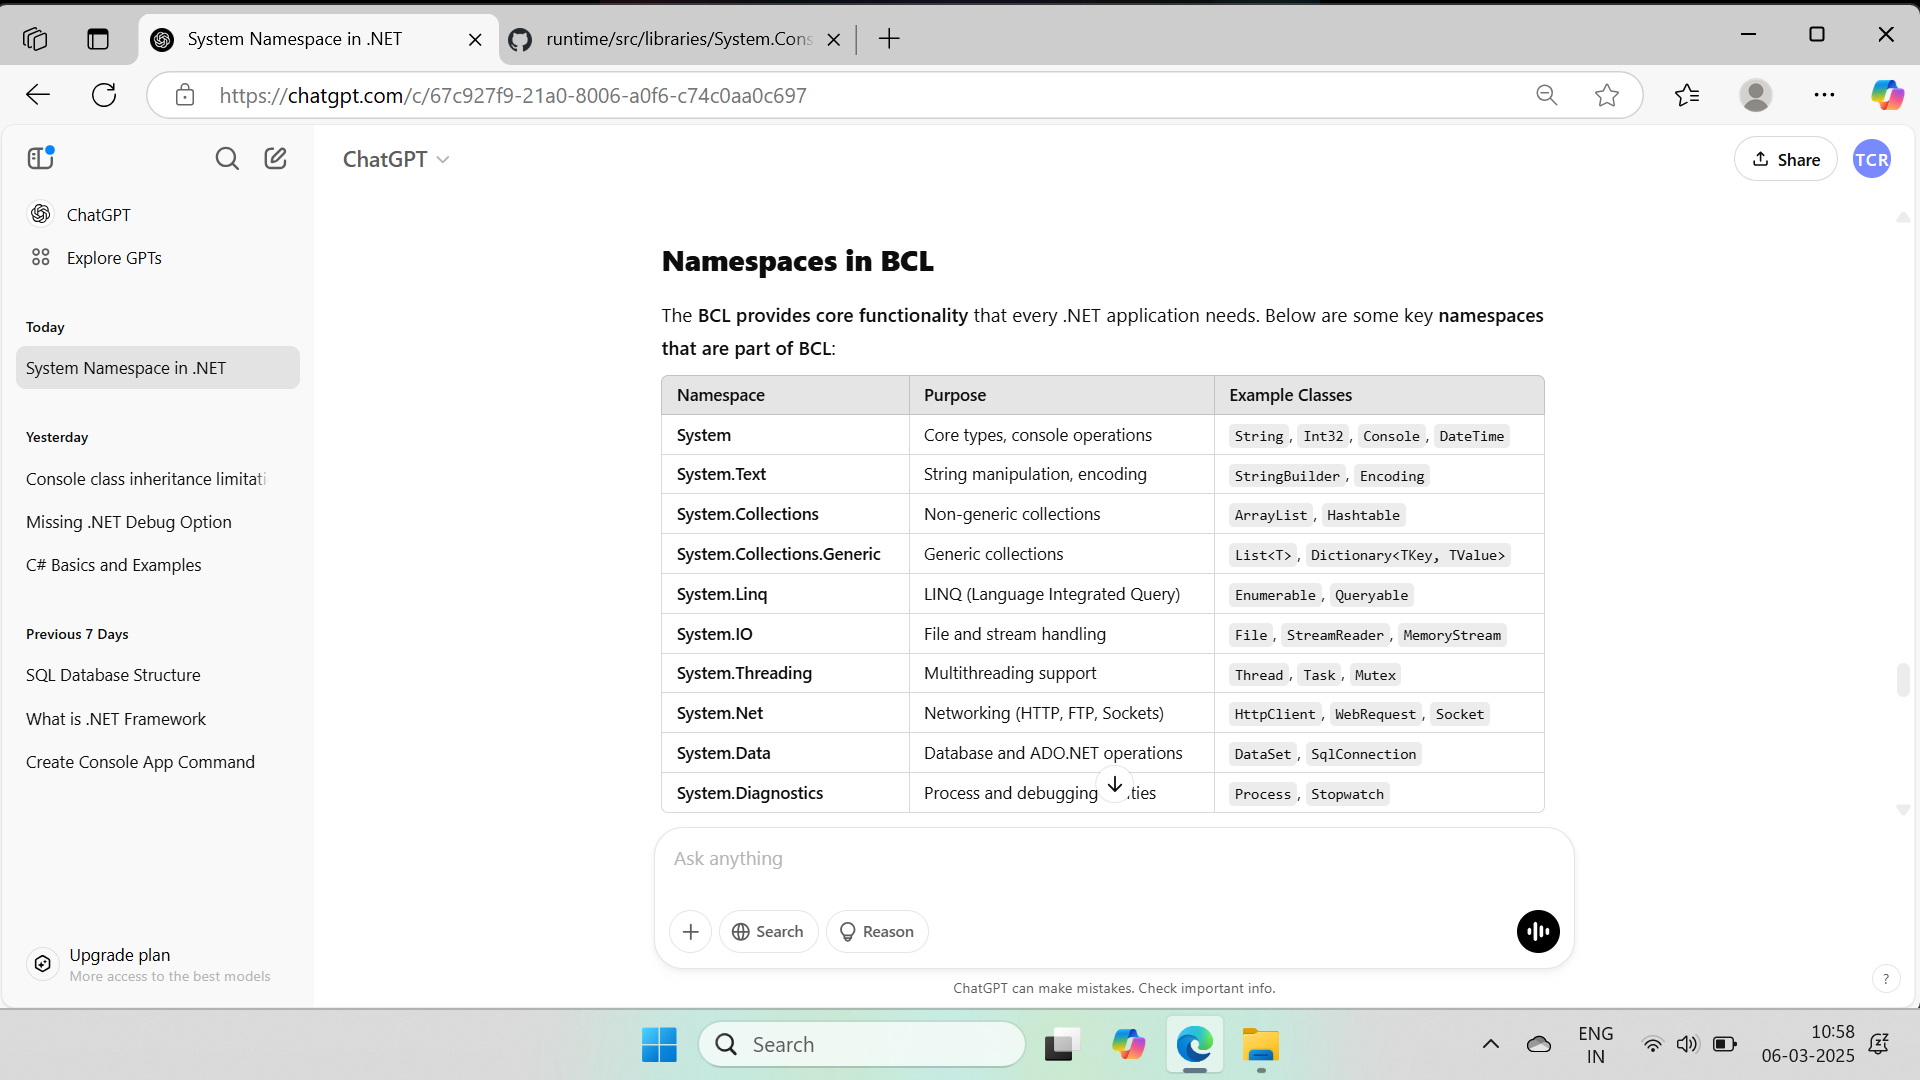 System Namespace in .NET
runtime/src/libraries/System.Cons
https://chatgpt.com/c/67c927f9-21a0-8006-a0f6-c74c0aa0c697
ChatGPT
Share
TCR
ChatGPT
Explore GPTs
Today
System Namespace in .NET
Yesterday
Console class inheritance limitati
Missing .NET Debug Option
C# Basics and Examples
Previous 7 Days
SQL Database Structure
What is .NET Framework
Create Console App Command
Upgrade plan
More access to the best models
Namespaces in BCL
The BCL provides core functionality that every .NET application needs. Below are some key namespaces
that are part of BCL:
Namespace Purpose Example Classes
System Core types, console operations String, Int32, Console, DateTime
System.Text String manipulation, encoding StringBuilder, Encoding
System.Collections Non-generic collections ArrayList, Hashtable
System.Collections.Generic Generic collections List<T>, Dictionary<TKey, TValue>
System.Linq LINQ (Language Integrated Query) Enumerable, Queryable
System.IO File and stream handling File, StreamReader, MemoryStream
System.Threading Multithreading support Thread, Task, Mutex
System.Net Networking (HTTP, FTP, Sockets) HttpClient, WebRequest, Socket
System.Data Database and ADO.NET operations DataSet, SqlConnection
System.Diagnostics Process and debugging ties Process, Stopwatch
Ask anything
Search
Reason
ChatGPT can make mistakes. Check important info.
?
Search
ENG
IN
10:58
06-03-2025